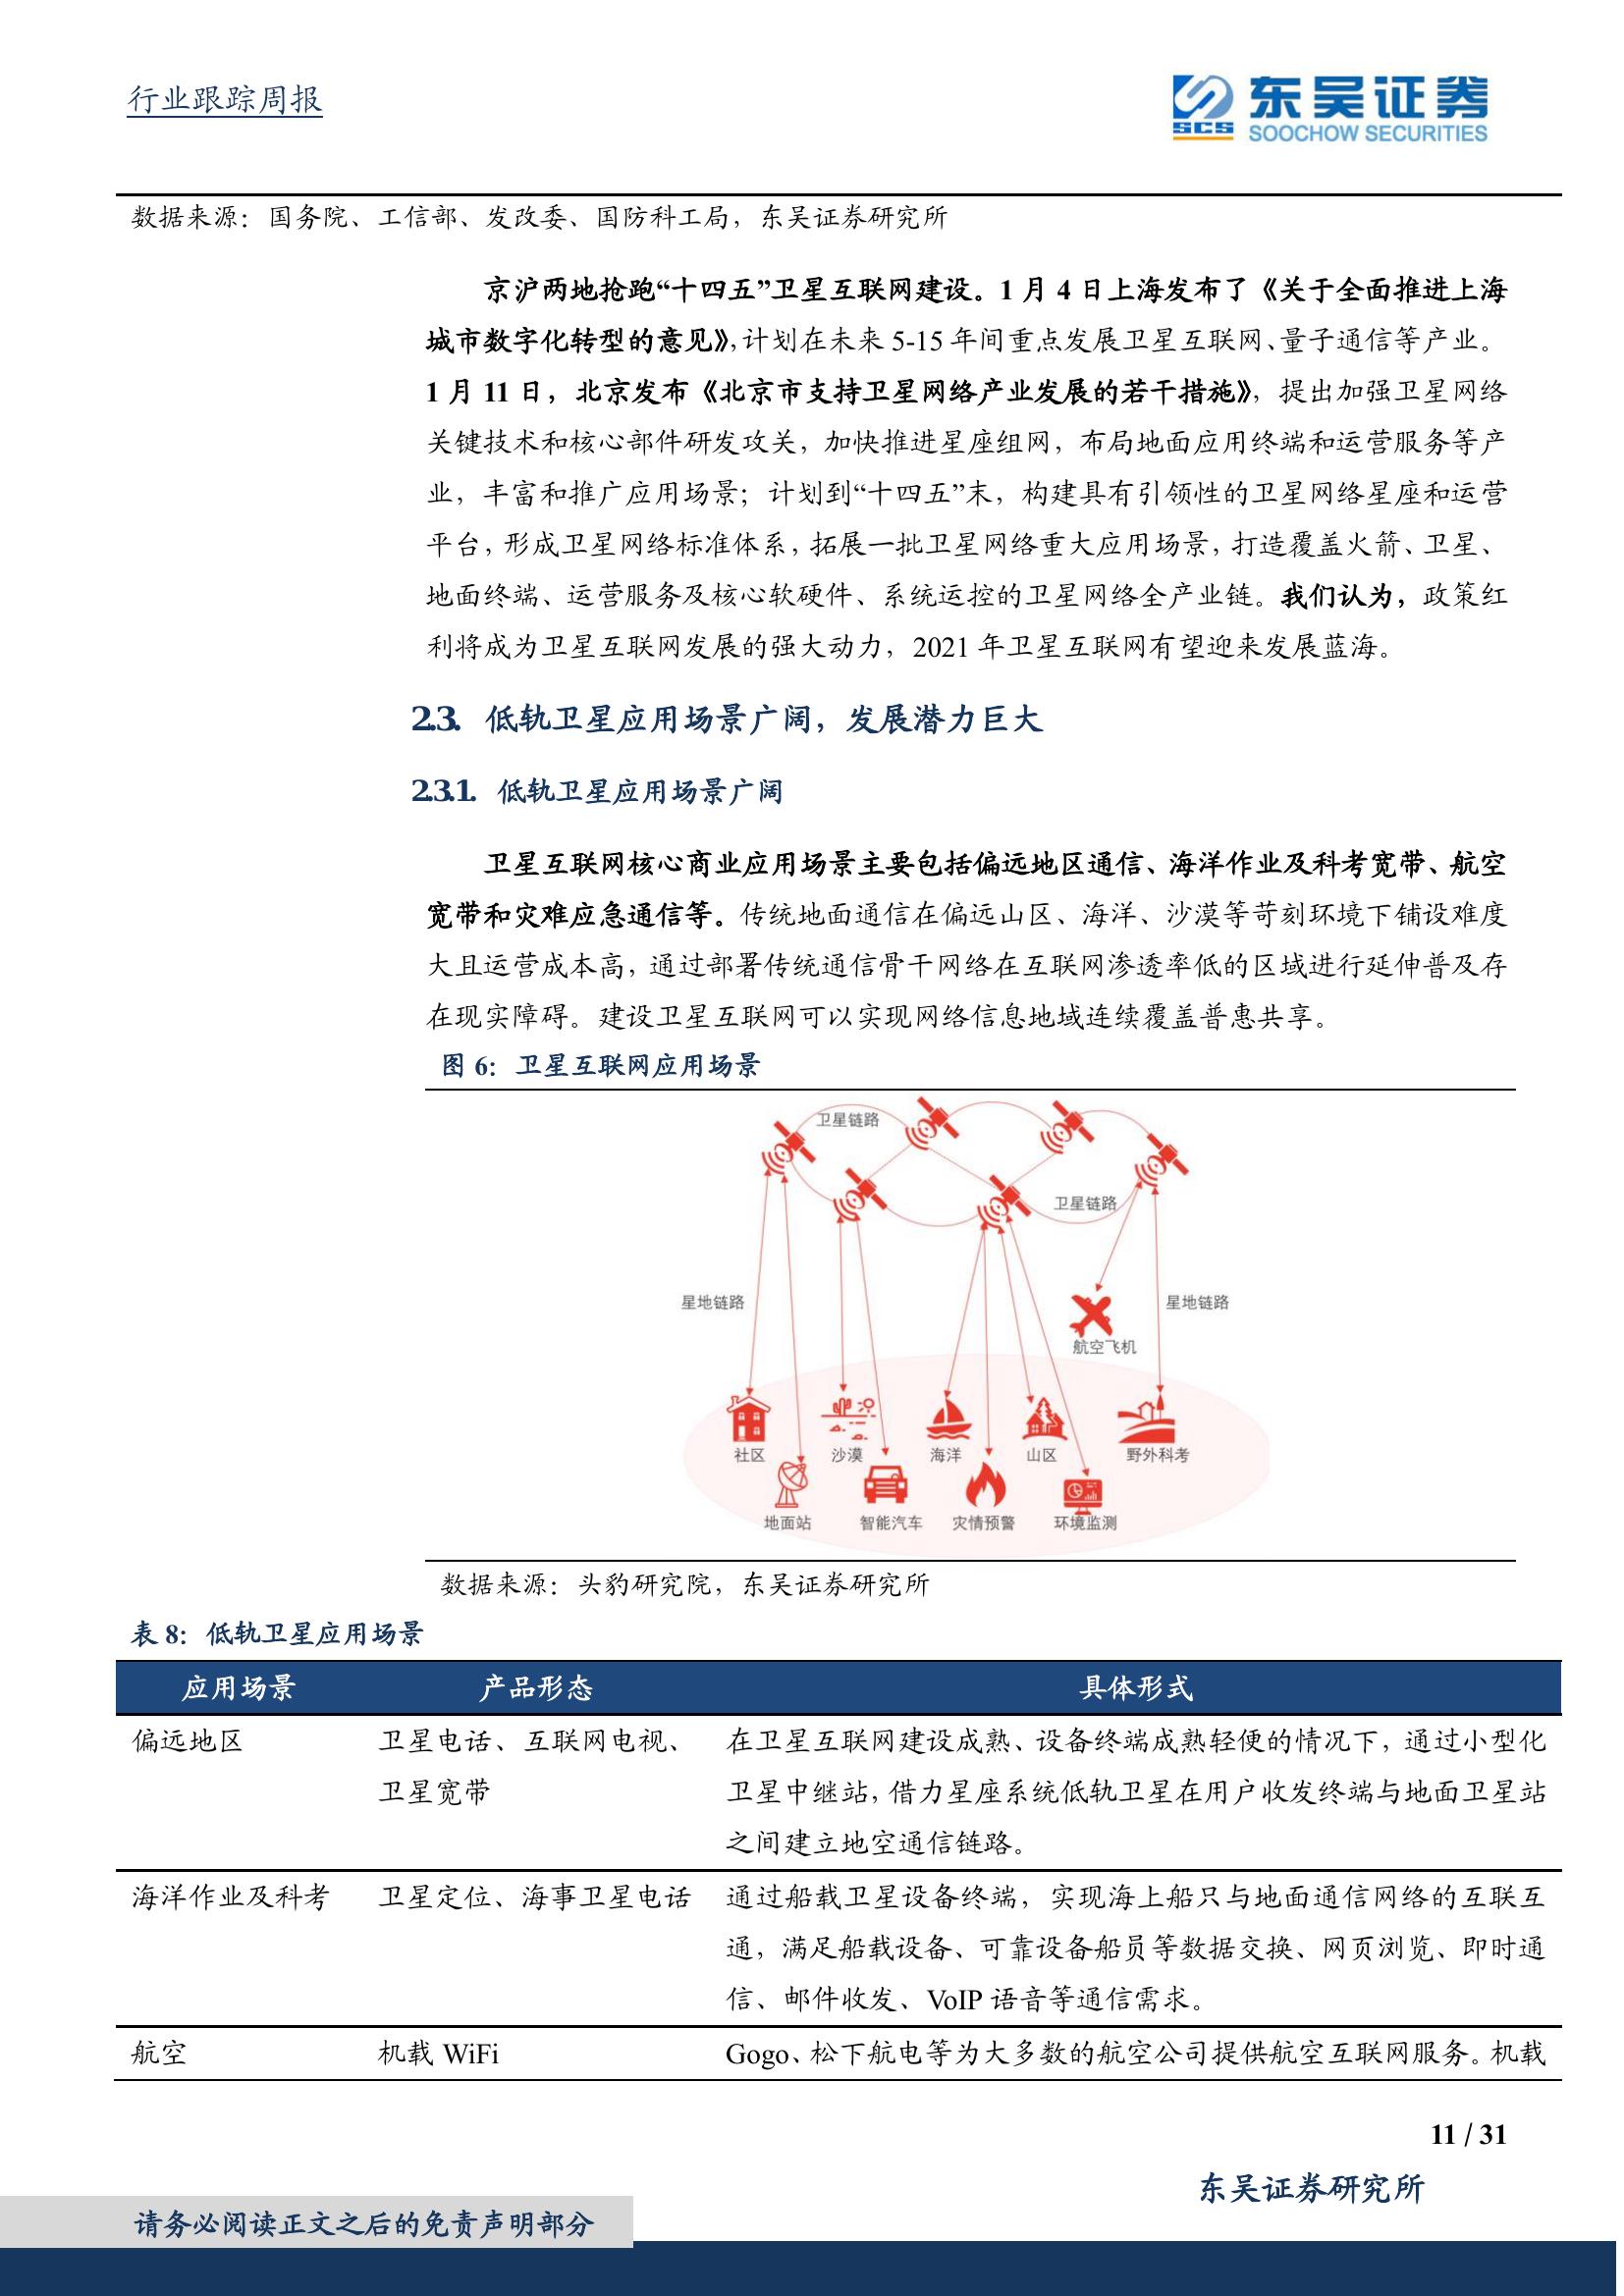 行业跟踪周报
东吴证券
SCS
SOOCHOW SECURITIES
数据来源：国务院、工信部、发改委、国防科工局，东吴证券研究所
京沪两地抢跑“十四五”卫星互联网建设。1 月 4 日上海发布了《关于全面推进上海
城市数字化转型的意见》，计划在未来 5-15 年间重点发展卫星互联网、量子通信等产业。
1 月 11 日，北京发布《北京市支持卫星网络产业发展的若干措施》，提出加强卫星网络
关键技术和核心部件研发攻关，加快推进星座组网，布局地面应用终端和运营服务等产
业，丰富和推广应用场景；计划到“十四五”末，构建具有引领性的卫星网络星座和运营
平台，形成卫星网络标准体系，拓展一批卫星网络重大应用场景，打造覆盖火箭、卫星、
地面终端、运营服务及核心软硬件、系统运控的卫星网络全产业链。我们认为，政策红
利将成为卫星互联网发展的强大动力，2021 年卫星互联网有望迎来发展蓝海。
2.3. 低轨卫星应用场景广阔，发展潜力巨大
2.3.1. 低轨卫星应用场景广阔
卫星互联网核心商业应用场景主要包括偏远地区通信、海洋作业及科考宽带、航空
宽带和灾难应急通信等。传统地面通信在偏远山区、海洋、沙漠等苛刻环境下铺设难度
大且运营成本高，通过部署传统通信骨干网络在互联网渗透率低的区域进行延伸普及存
在现实障碍。建设卫星互联网可以实现网络信息地域连续覆盖普惠共享。
图 6：卫星互联网应用场景
卫星链路
卫星链路
星地链路
星地链路
航空飞机
社区
沙漠
海洋
山区
野外科考
地面站
智能汽车
灾情预警
环境监测
数据来源：头豹研究院，东吴证券研究所
表 8：低轨卫星应用场景
应用场景 产品形态 具体形式
偏远地区 卫星电话、互联网电视、 在卫星互联网建设成熟、设备终端成熟轻便的情况下，通过小型化
卫星宽带 卫星中继站，借力星座系统低轨卫星在用户收发终端与地面卫星站
之间建立地空通信链路。
海洋作业及科考 卫星定位、海事卫星电话 通过船载卫星设备终端，实现海上船只与地面通信网络的互联互
通，满足船载设备、可靠设备船员等数据交换、网页浏览、即时通
信、邮件收发、VoIP 语音等通信需求。
航空 机载 WiFi Gogo、松下航电等为大多数的航空公司提供航空互联网服务。机载
11 / 31
东吴证券研究所
请务必阅读正文之后的免责声明部分